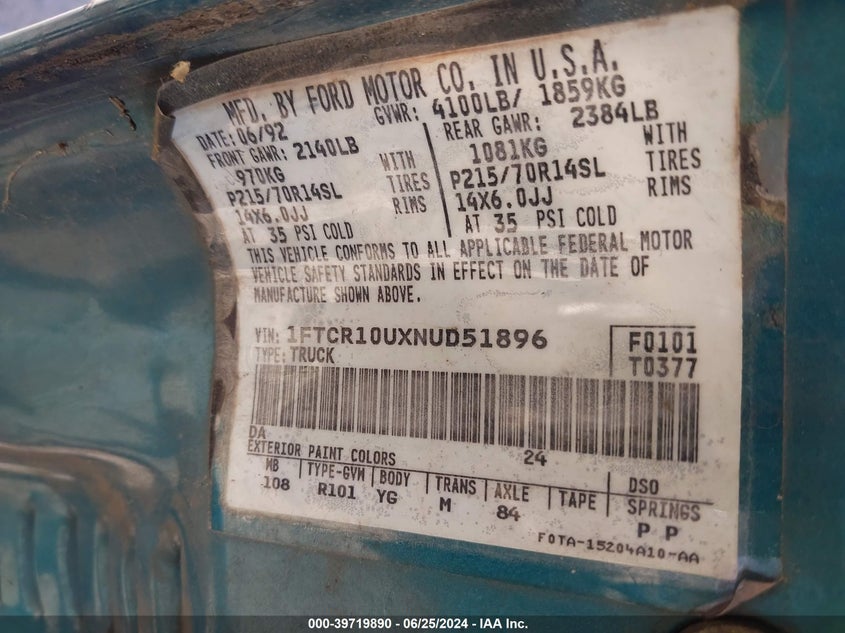 MFD. BY FORD MOTOR CO. IN U.S.A.
DATE: 06/92 GVWR: 4100LB/ 1859KG
FRONT GAWR: 2140LB REAR GAWR: 2384LB
970KG WITH 1081KG WITH
P215/70R14SL TIRES P215/70R14SL TIRES
14X6.0JJ RIMS 14X6.0JJ RIMS
AT 35 PSI COLD AT 35 PSI COLD
THIS VEHICLE CONFORMS TO ALL APPLICABLE FEDERAL MOTOR
VEHICLE SAFETY STANDARDS IN EFFECT ON THE DATE OF
MANUFACTURE SHOWN ABOVE.
VIN: 1FTCR10UXNUD51896 F0101
TYPE: TRUCK T0377
DA
EXTERIOR PAINT COLORS 24 DSO
WB TYPE-GVM BODY TRANS AXLE TAPE SPRINGS
108 R101 YG M 84 P P
F0TA-15204A10-AA
000-39719890 - 06/25/2024 - IAA Inc.